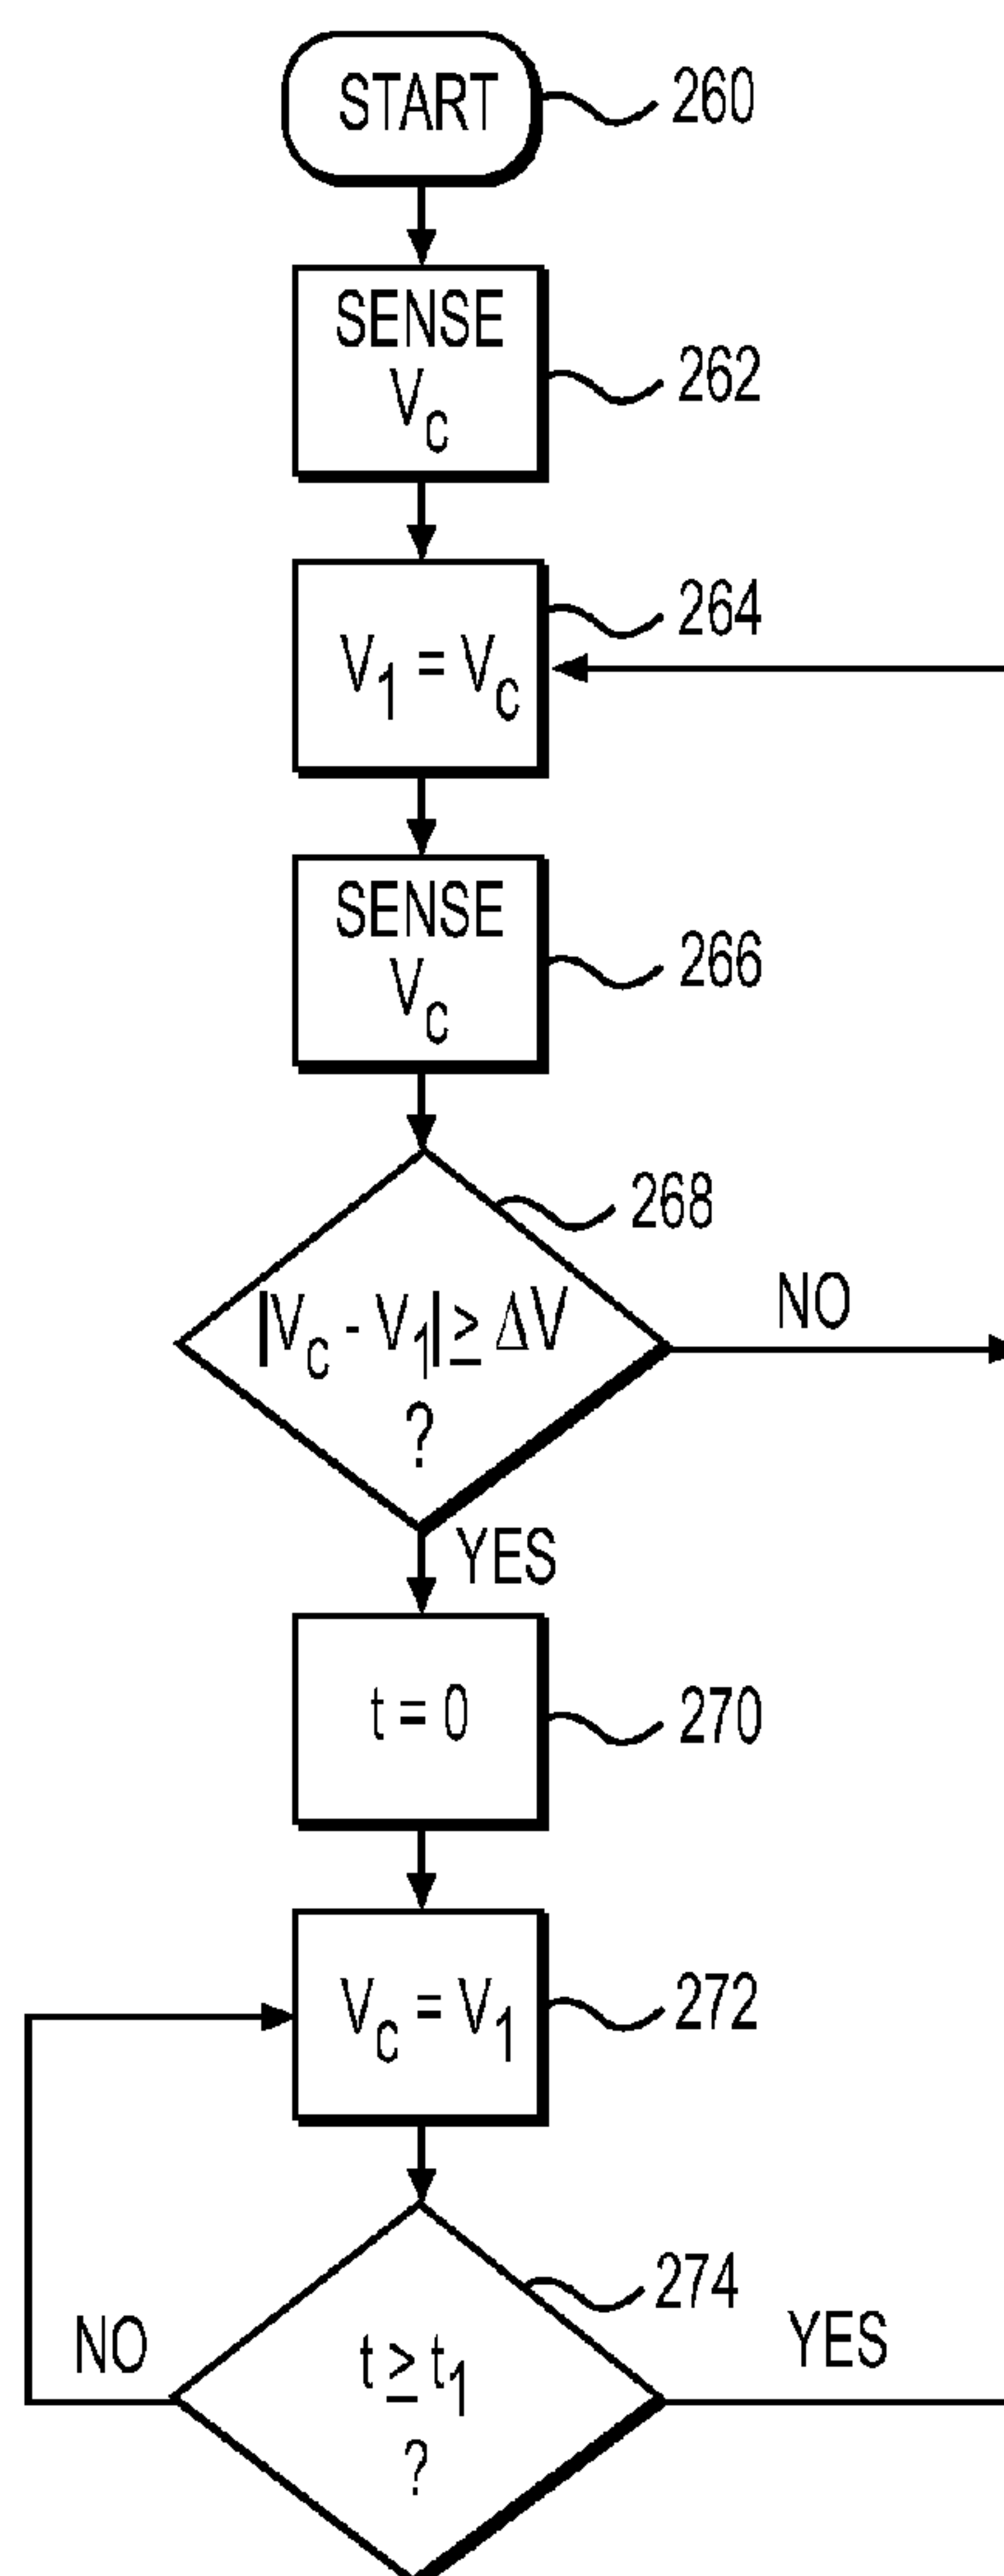 START
260
SENSE
V_c
262
V_1 = V_c
264
SENSE
V_c
266
268
|V_c - V_1| ≥ ΔV
?
NO
YES
t = 0
270
V_c = V_1
272
274
t ≥ t_1
?
NO
YES